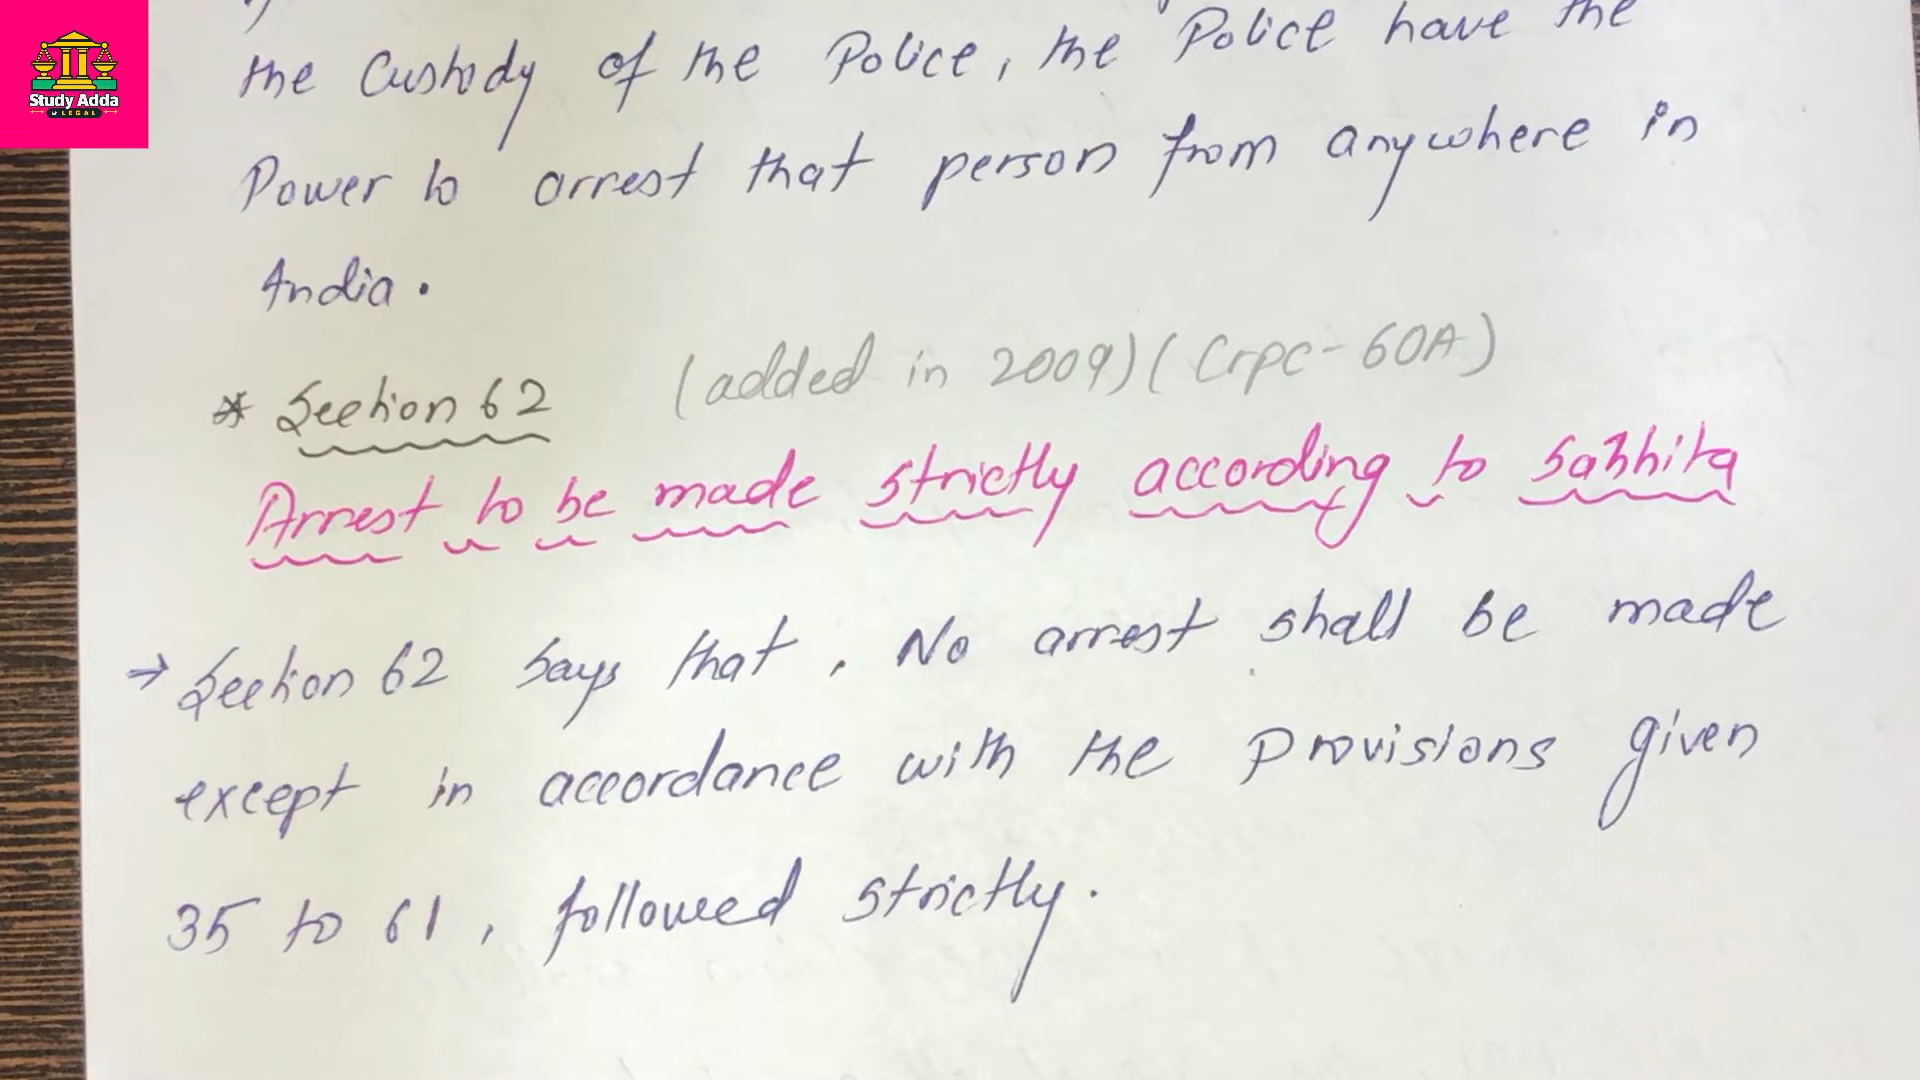 Study Adda
LEGAL
the Custody of the Police, the Police have the
Power to arrest that person from anywhere in
India.
* Section 62 (added in 2009) (Crpc-60A)
Arrest to be made strictly according to Sanhita
→ Section 62 says that, No arrest shall be made
except in accordance with the provisions given
35 to 61, followed strictly.